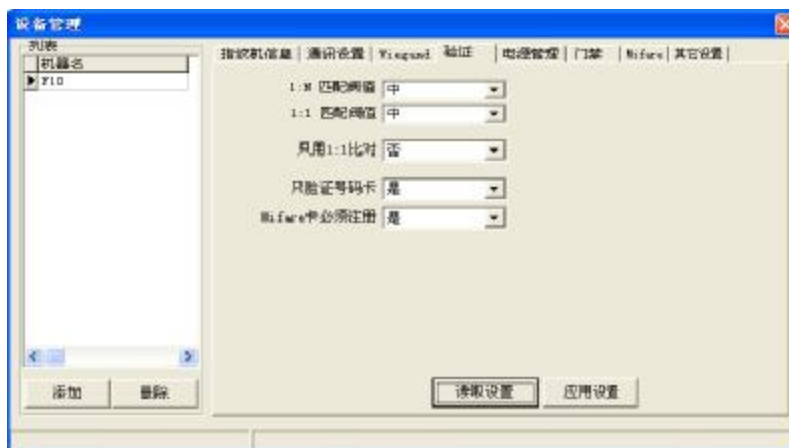 设备管理
列表
机器名
F10
添加
删除
指纹机信息 通讯设置 Wiegand 验证 电源管理 门禁 Mifare 其它设置
1:N 匹配阈值 中
1:1 匹配阈值 中
只用1:1比对 否
只验证号码卡 是
Mifare卡必须注册 是
读取设置 应用设置